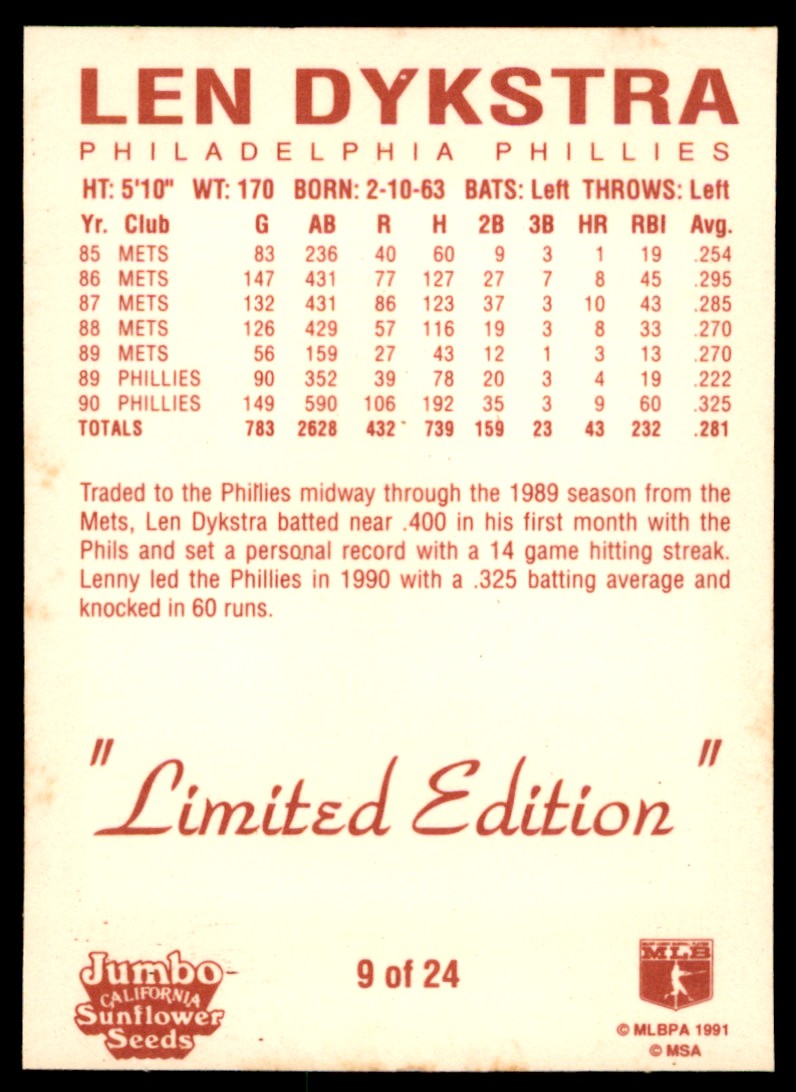 LEN DYKSTRA
PHILADELPHIA PHILLIES
HT: 5'10" WT: 170 BORN: 2-10-63 BATS: Left THROWS: Left
Yr. Club G AB R H 2B 3B HR RBI Avg.
85 METS 83 236 40 60 9 3 1 19 .254
86 METS 147 431 77 127 27 7 8 45 .295
87 METS 132 431 86 123 37 3 10 43 .285
88 METS 126 429 57 116 19 3 8 33 .270
89 METS 56 159 27 43 12 1 3 13 .270
89 PHILLIES 90 352 39 78 20 3 4 19 .222
90 PHILLIES 149 590 106 192 35 3 9 60 .325
TOTALS 783 2628 432 739 159 23 43 232 .281
Traded to the Phillies midway through the 1989 season from the
Mets, Len Dykstra batted near .400 in his first month with the
Phils and set a personal record with a 14 game hitting streak.
Lenny led the Phillies in 1990 with a .325 batting average and
knocked in 60 runs.
"Limited Edition"
Jumbo
CALIFORNIA
Sunflower
Seeds
9 of 24
MLB
© MLBPA 1991
© MSA